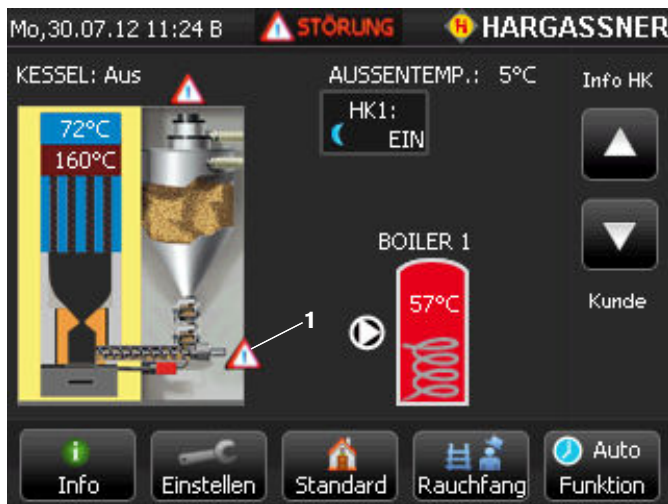 Mo,30.07.12 11:24 B STÖRUNG HARGASSNER
KESSEL: Aus AUSSENTEMP.: 5°C Info HK
HK1:
EIN
72°C
160°C
BOILER 1
57°C
Kunde
1
Info Einstellen Standard Rauchfang Auto
Funktion